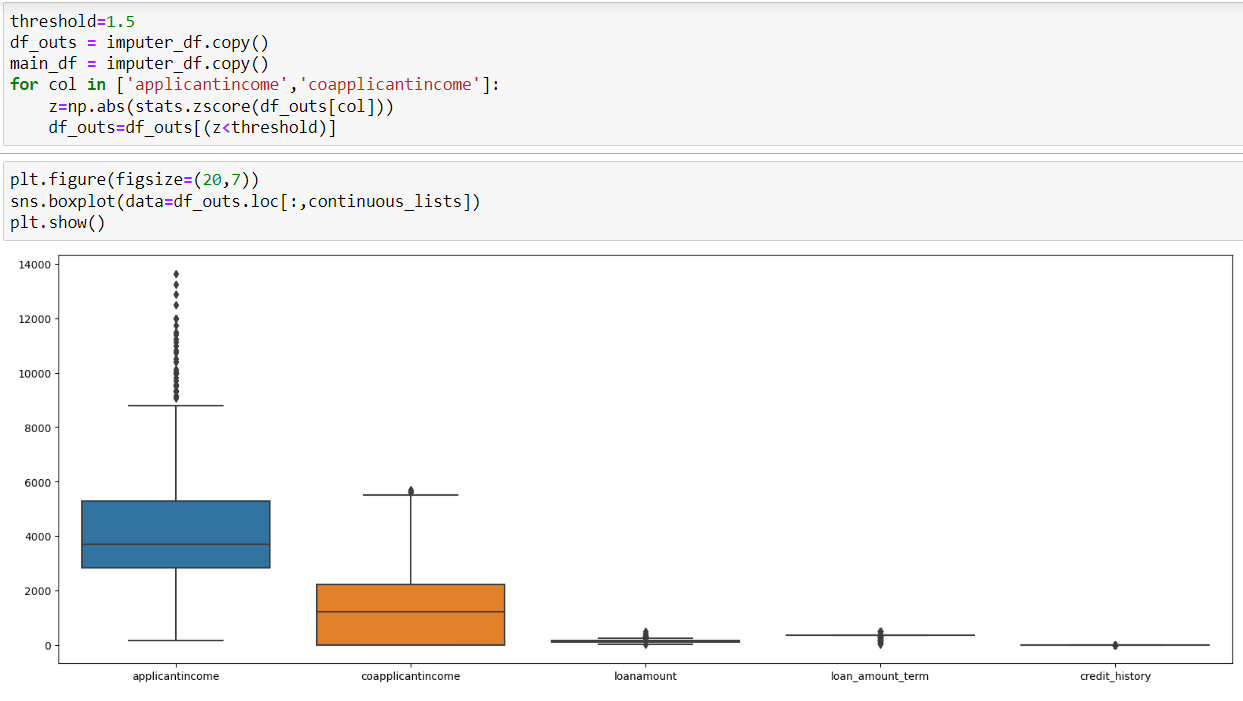 threshold=1.5
df_outs = imputer_df.copy()
main_df = imputer_df.copy()
for col in ['applicantincome','coapplicantincome']:
    z=np.abs(stats.zscore(df_outs[col]))
    df_outs=df_outs[(z<threshold)]
plt.figure(figsize=(20,7))
sns.boxplot(data=df_outs.loc[:,continuous_lists])
plt.show()
14000
12000
10000
8000
6000
4000
2000
0
applicantincome coapplicantincome loanamount loan_amount_term credit_history